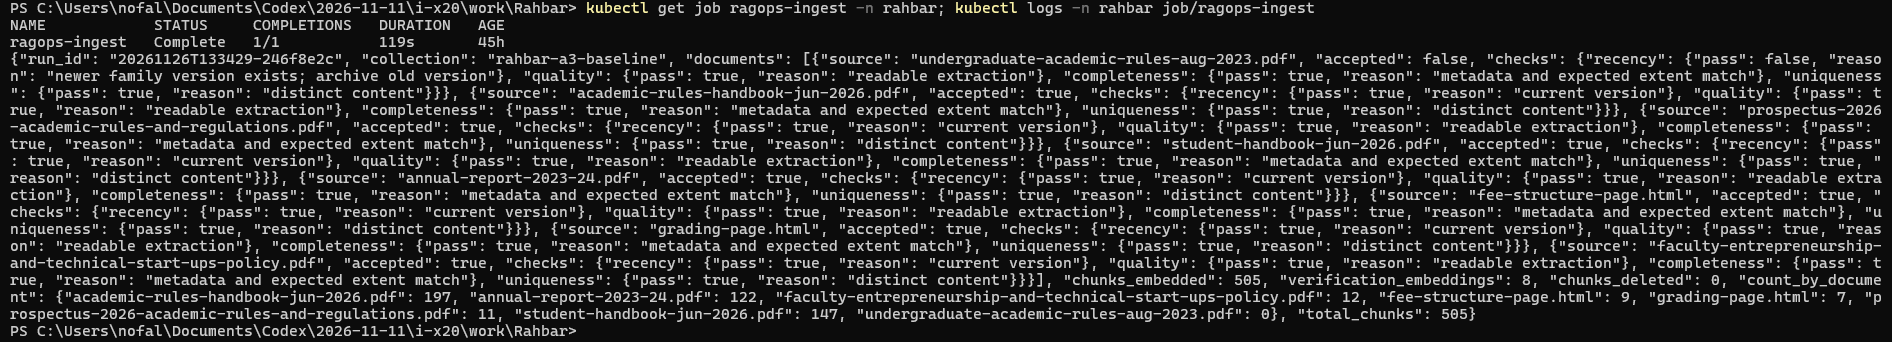 PS C:\Users\nofal\Documents\Codex\2026-11-11\i-x20\work\Rahbar> kubectl get job ragops-ingest -n rahbar; kubectl logs -n rahbar job/ragops-ingest
NAME            STATUS     COMPLETIONS   DURATION   AGE
ragops-ingest   Complete   1/1           119s       45h
{"run_id": "20261126T133429-246f8e2c", "collection": "rahbar-a3-baseline", "documents": [{"source": "undergraduate-academic-rules-aug-2023.pdf", "accepted": false, "checks": {"recency": {"pass": false, "reaso
n": "newer family version exists; archive old version"}, "quality": {"pass": true, "reason": "readable extraction"}, "completeness": {"pass": true, "reason": "metadata and expected extent match"}, "uniqueness
": {"pass": true, "reason": "distinct content"}}}, {"source": "academic-rules-handbook-jun-2026.pdf", "accepted": true, "checks": {"recency": {"pass": true, "reason": "current version"}, "quality": {"pass": t
rue, "reason": "readable extraction"}, "completeness": {"pass": true, "reason": "metadata and expected extent match"}, "uniqueness": {"pass": true, "reason": "distinct content"}}}, {"source": "prospectus-2026
-academic-rules-and-regulations.pdf", "accepted": true, "checks": {"recency": {"pass": true, "reason": "current version"}, "quality": {"pass": true, "reason": "readable extraction"}, "completeness": {"pass": 
true, "reason": "metadata and expected extent match"}, "uniqueness": {"pass": true, "reason": "distinct content"}}}, {"source": "student-handbook-jun-2026.pdf", "accepted": true, "checks": {"recency": {"pass"
: true, "reason": "current version"}, "quality": {"pass": true, "reason": "readable extraction"}, "completeness": {"pass": true, "reason": "metadata and expected extent match"}, "uniqueness": {"pass": true, "
reason": "distinct content"}}}, {"source": "annual-report-2023-24.pdf", "accepted": true, "checks": {"recency": {"pass": true, "reason": "current version"}, "quality": {"pass": true, "reason": "readable extra
ction"}, "completeness": {"pass": true, "reason": "metadata and expected extent match"}, "uniqueness": {"pass": true, "reason": "distinct content"}}}, {"source": "fee-structure-page.html", "accepted": true, "
checks": {"recency": {"pass": true, "reason": "current version"}, "quality": {"pass": true, "reason": "readable extraction"}, "completeness": {"pass": true, "reason": "metadata and expected extent match"}, "u
niqueness": {"pass": true, "reason": "distinct content"}}}, {"source": "grading-page.html", "accepted": true, "checks": {"recency": {"pass": true, "reason": "current version"}, "quality": {"pass": true, "reas
on": "readable extraction"}, "completeness": {"pass": true, "reason": "metadata and expected extent match"}, "uniqueness": {"pass": true, "reason": "distinct content"}}}, {"source": "faculty-entrepreneurship-
and-technical-start-ups-policy.pdf", "accepted": true, "checks": {"recency": {"pass": true, "reason": "current version"}, "quality": {"pass": true, "reason": "readable extraction"}, "completeness": {"pass": t
rue, "reason": "metadata and expected extent match"}, "uniqueness": {"pass": true, "reason": "distinct content"}}}], "chunks_embedded": 505, "verification_embeddings": 8, "chunks_deleted": 0, "count_by_docume
nt": {"academic-rules-handbook-jun-2026.pdf": 197, "annual-report-2023-24.pdf": 122, "faculty-entrepreneurship-and-technical-start-ups-policy.pdf": 12, "fee-structure-page.html": 9, "grading-page.html": 7, "p
rospectus-2026-academic-rules-and-regulations.pdf": 11, "student-handbook-jun-2026.pdf": 147, "undergraduate-academic-rules-aug-2023.pdf": 0}, "total_chunks": 505}
PS C:\Users\nofal\Documents\Codex\2026-11-11\i-x20\work\Rahbar>